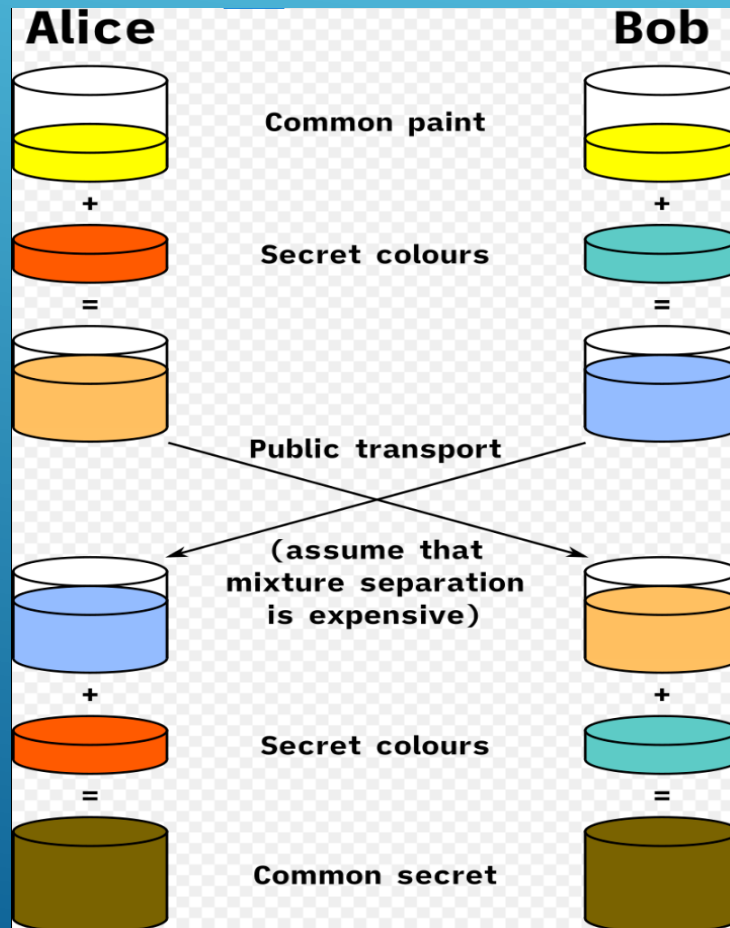 Alice
Bob
Common paint
+
+
Secret colours
=
=
Public transport
(assume that
mixture separation
is expensive)
+
+
Secret colours
=
=
Common secret